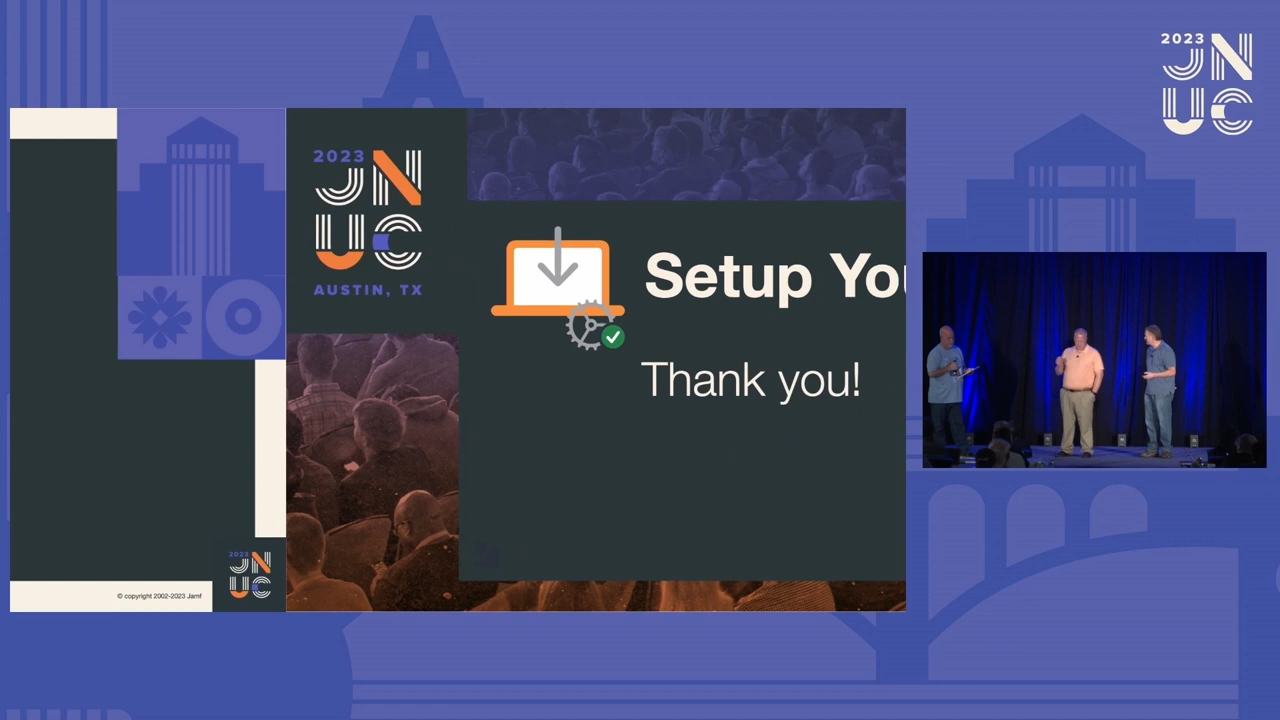 2023
JN
UC
2023
JN
UC
AUSTIN, TX
Setup You
Thank you!
2023
JN
UC
© copyright 2002-2023 Jamf